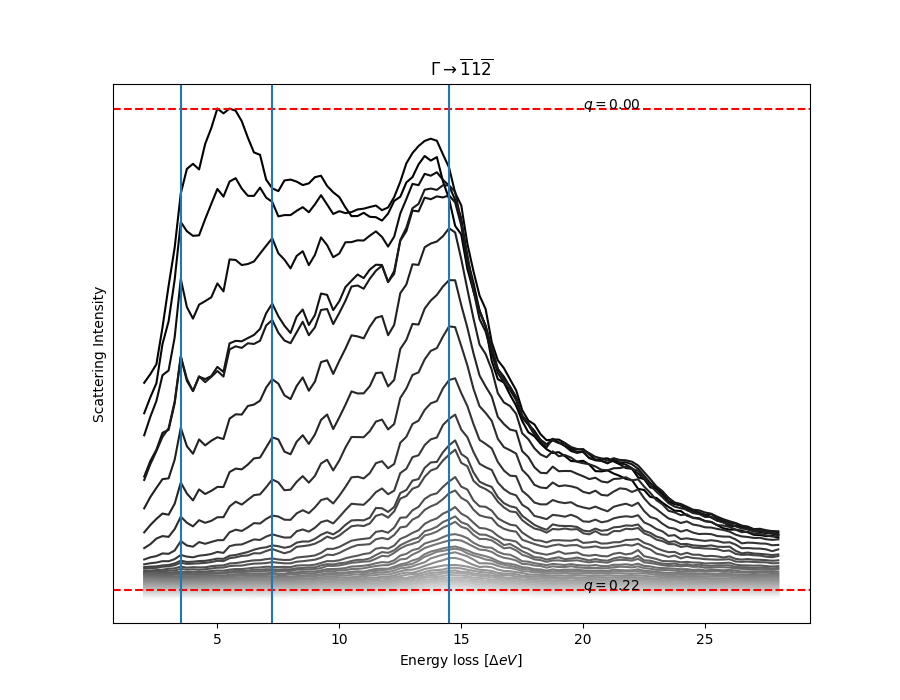 Γ → 1̅12̅
q = 0.00
Scattering Intensity
q = 0.22
5 10 15 20 25
Energy loss [ΔeV]